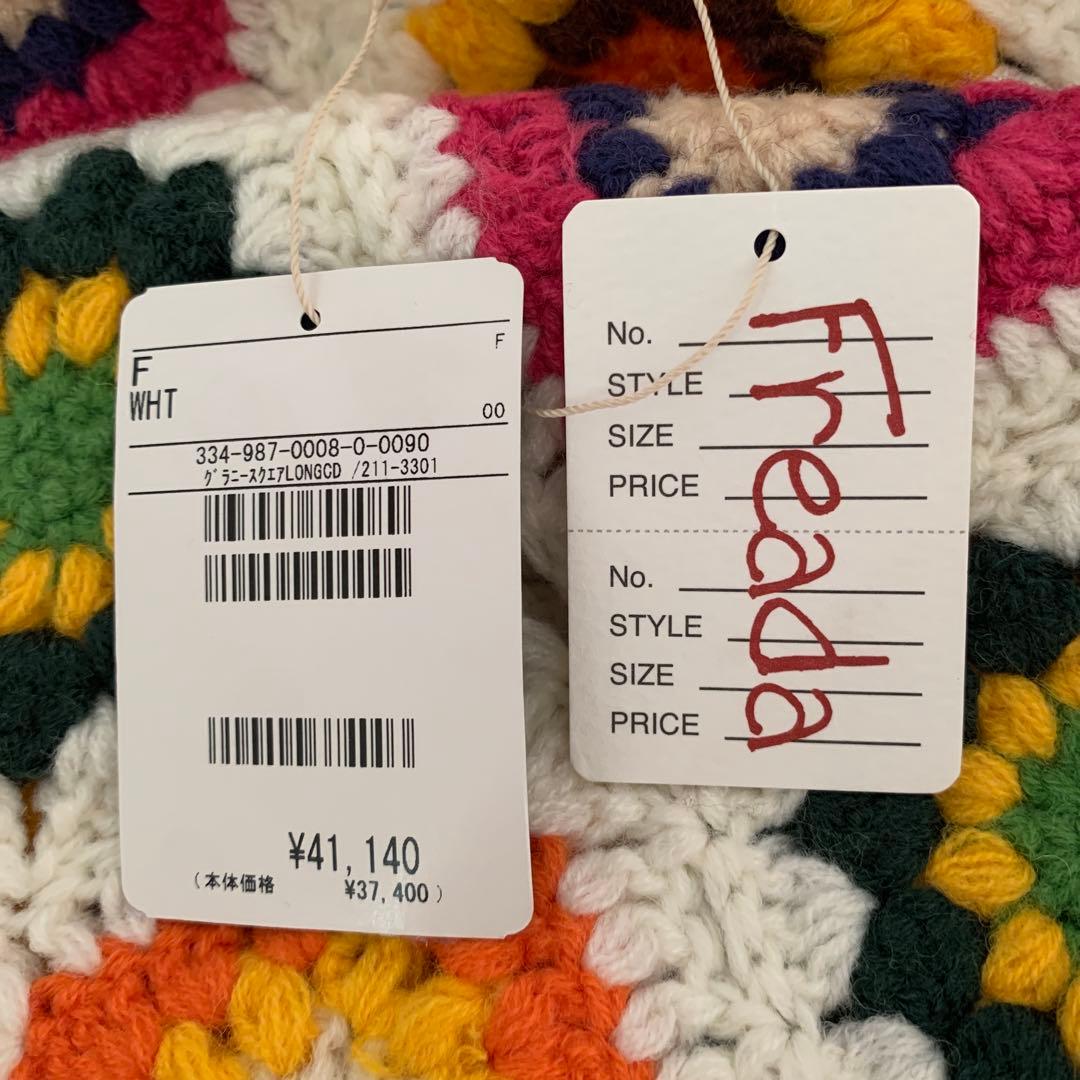 F
F
WHT
00
334-987-0008-0-0090
ｸﾞﾗﾆｰｽｸｴｱLONGCD /211-3301
¥41,140
(本体価格 ¥37,400)
No.
STYLE
SIZE
PRICE
No.
STYLE
SIZE
PRICE
Freada